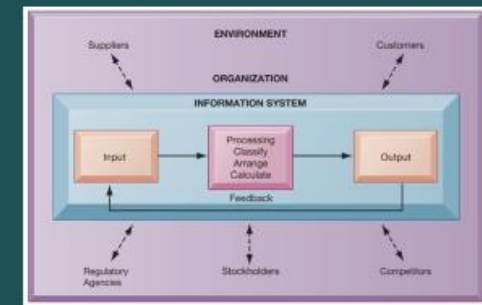 ENVIRONMENT
Suppliers
Customers
ORGANIZATION
INFORMATION SYSTEM
Input
Processing
Classify
Arrange
Calculate
Output
Feedback
Regulatory
Agencies
Stockholders
Competitors